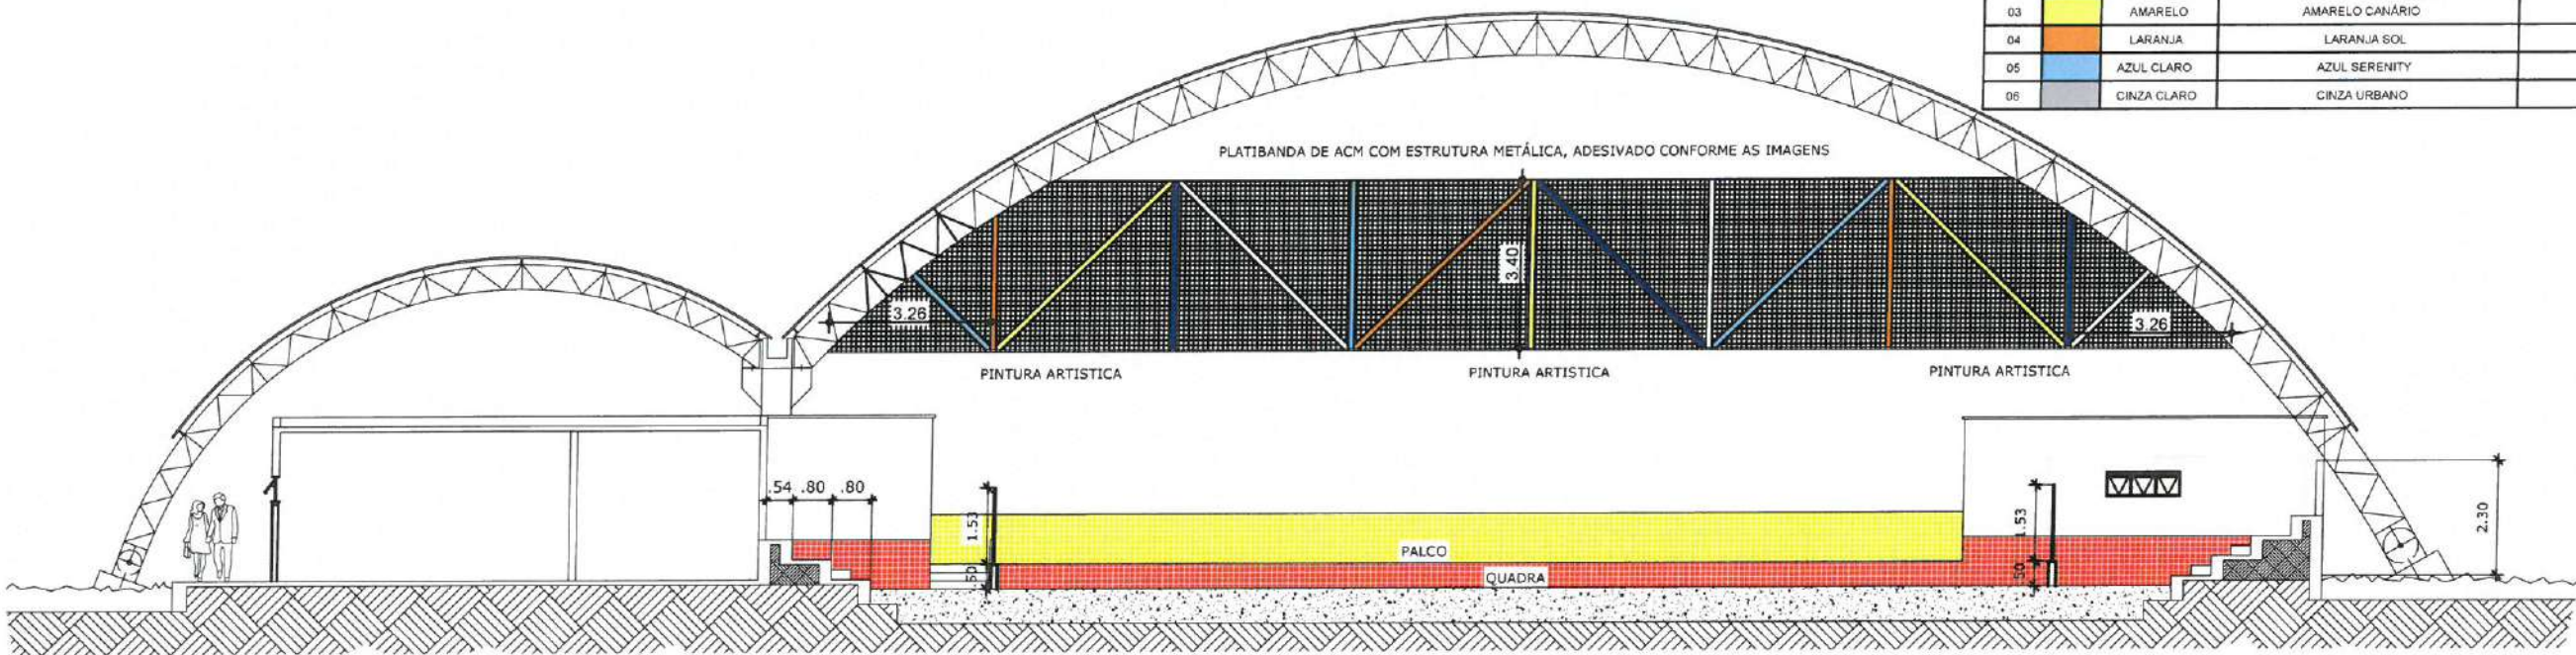 03 AMARELO AMARELO CANÁRIO
04 LARANJA LARANJA SOL
05 AZUL CLARO AZUL SERENITY
06 CINZA CLARO CINZA URBANO
PLATIBANDA DE ACM COM ESTRUTURA METÁLICA, ADESIVADO CONFORME AS IMAGENS
3.40
3.26
3.26
PINTURA ARTISTICA
PINTURA ARTISTICA
PINTURA ARTISTICA
.54 .80 .80
1.53
1.53
2.30
PALCO
.50
QUADRA
.50